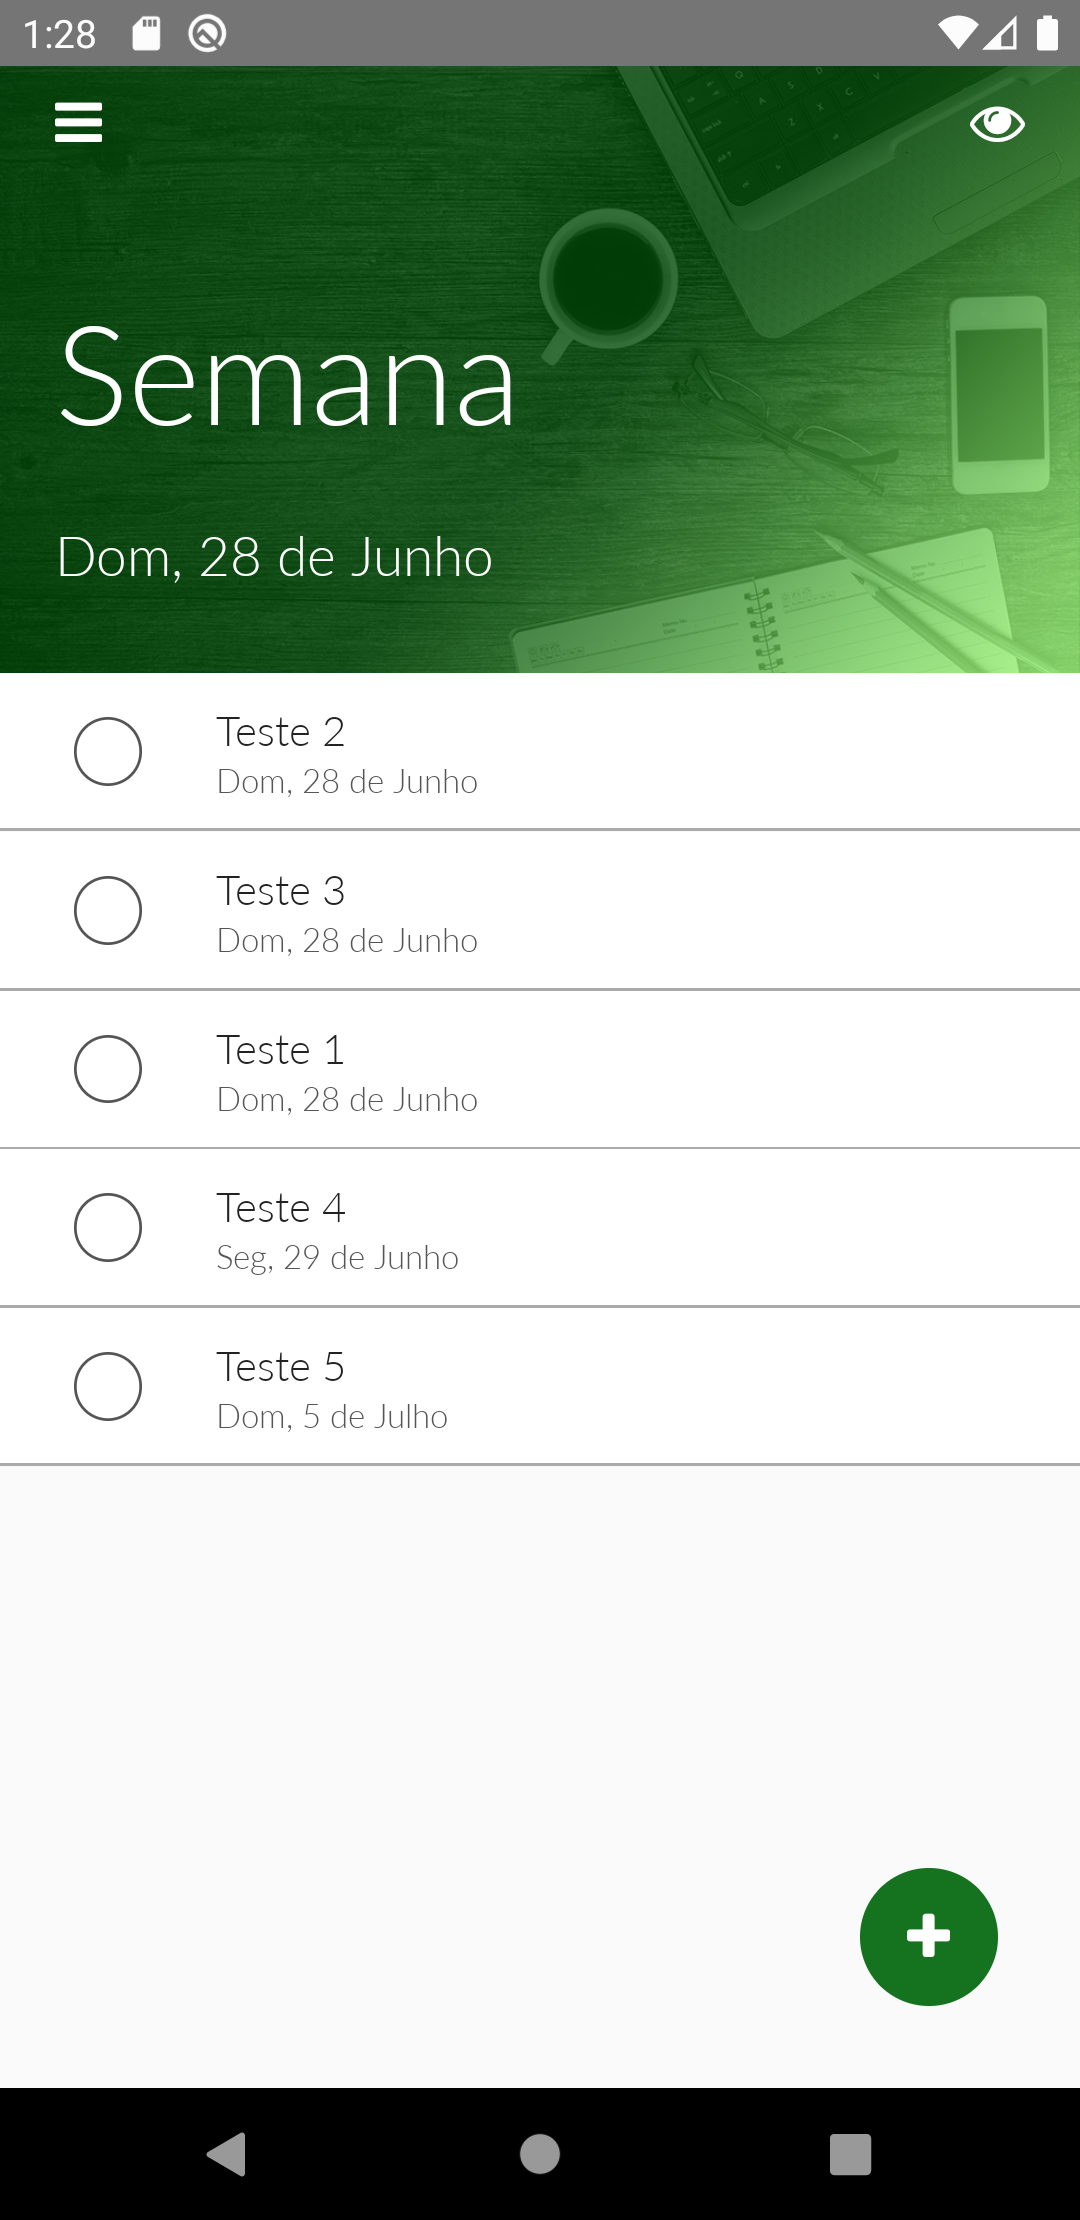 1:28
Semana
Dom, 28 de Junho
Teste 2
Dom, 28 de Junho
Teste 3
Dom, 28 de Junho
Teste 1
Dom, 28 de Junho
Teste 4
Seg, 29 de Junho
Teste 5
Dom, 5 de Julho